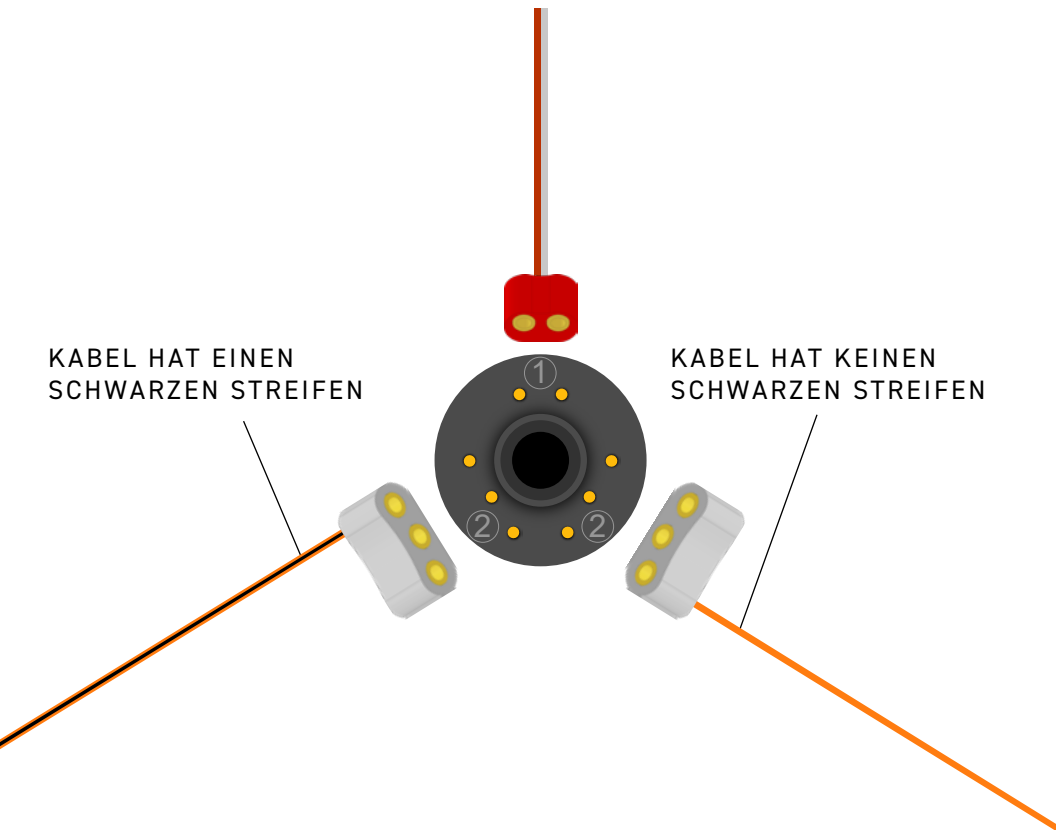 KABEL HAT EINEN
SCHWARZEN STREIFEN
KABEL HAT KEINEN
SCHWARZEN STREIFEN
1
2
2